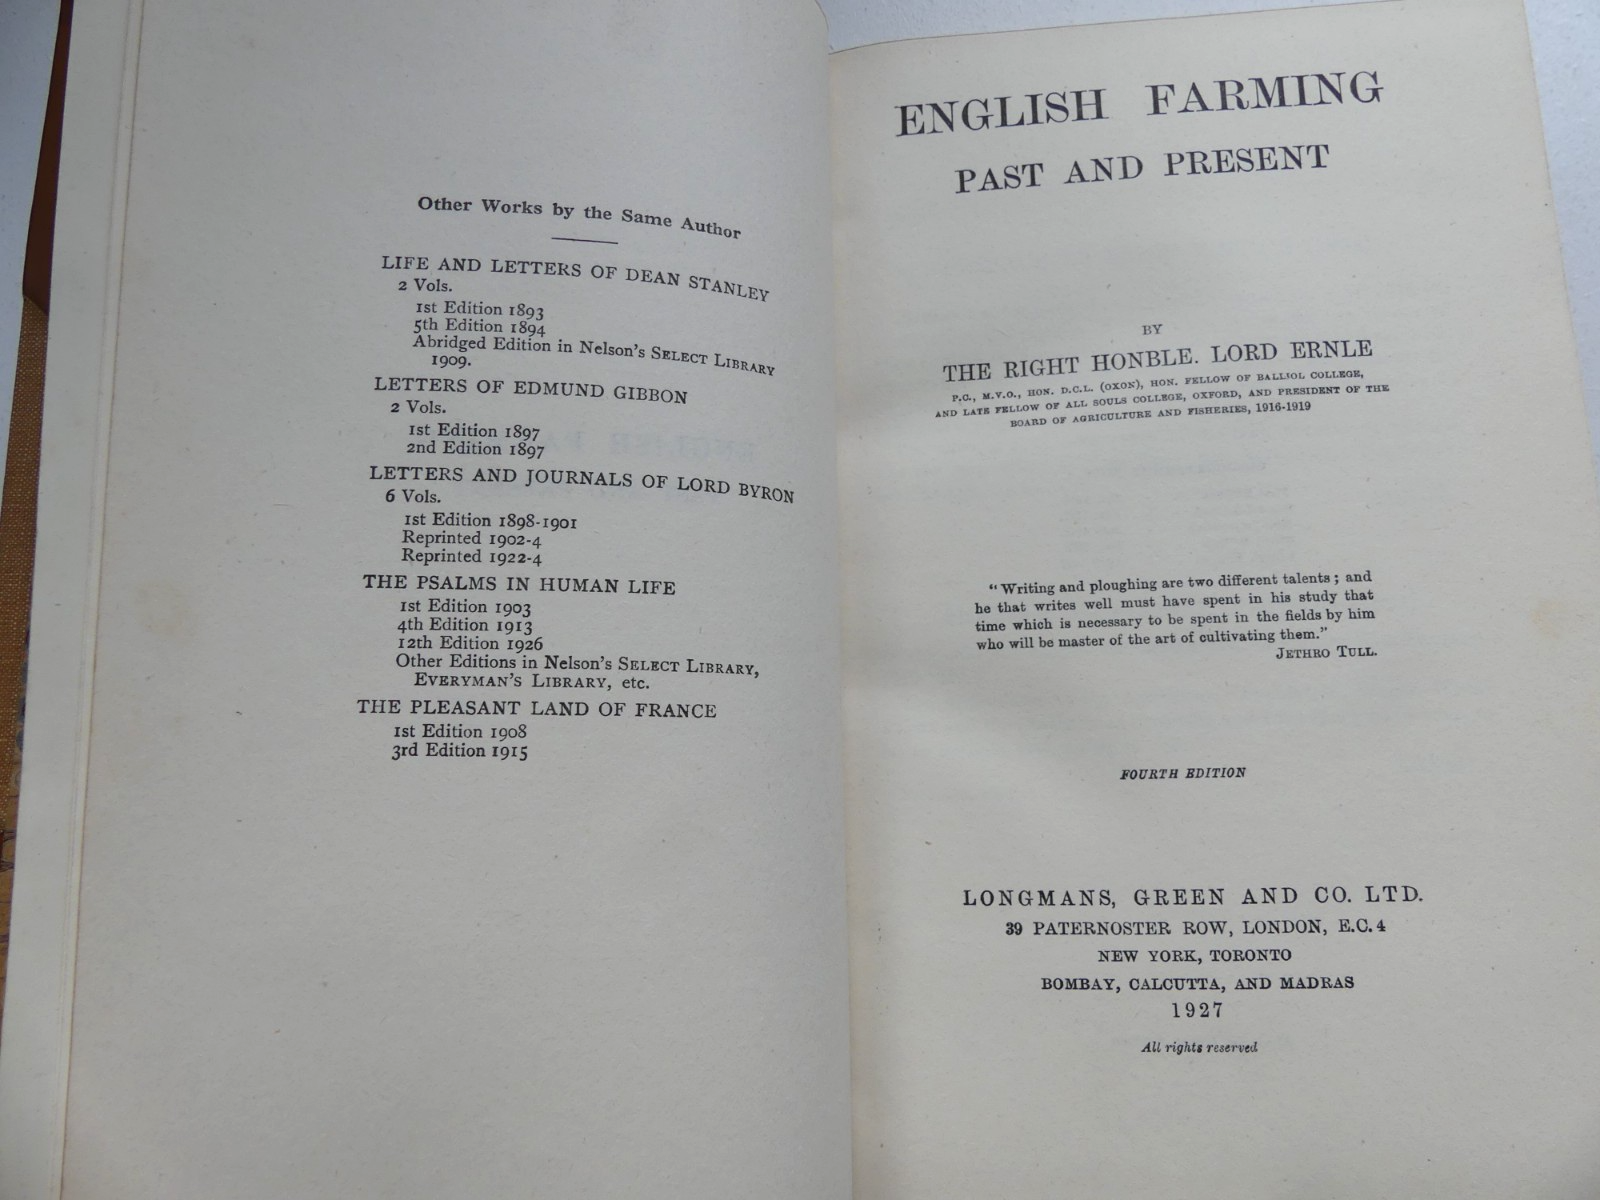 Other Works by the Same Author
LIFE AND LETTERS OF DEAN STANLEY
2 Vols.
1st Edition 1893
5th Edition 1894
Abridged Edition in Nelson's SELECT LIBRARY
1909.
LETTERS OF EDMUND GIBBON
2 Vols.
1st Edition 1897
2nd Edition 1897
LETTERS AND JOURNALS OF LORD BYRON
6 Vols.
1st Edition 1898-1901
Reprinted 1902-4
Reprinted 1922-4
THE PSALMS IN HUMAN LIFE
1st Edition 1903
4th Edition 1913
12th Edition 1926
Other Editions in Nelson's SELECT LIBRARY,
EVERYMAN'S LIBRARY, etc.
THE PLEASANT LAND OF FRANCE
1st Edition 1908
3rd Edition 1915
ENGLISH FARMING
PAST AND PRESENT
BY
THE RIGHT HONBLE. LORD ERNLE
P.C., M.V.O., HON. D.C.L. (OXON), HON. FELLOW OF BALLIOL COLLEGE,
AND LATE FELLOW OF ALL SOULS COLLEGE, OXFORD, AND PRESIDENT OF THE
BOARD OF AGRICULTURE AND FISHERIES, 1916-1919
"Writing and ploughing are two different talents; and
he that writes well must have spent in his study that
time which is necessary to be spent in the fields by him
who will be master of the art of cultivating them."
JETHRO TULL.
FOURTH EDITION
LONGMANS, GREEN AND CO. LTD.
39 PATERNOSTER ROW, LONDON, E.C.4
NEW YORK, TORONTO
BOMBAY, CALCUTTA, AND MADRAS
1927
All rights reserved